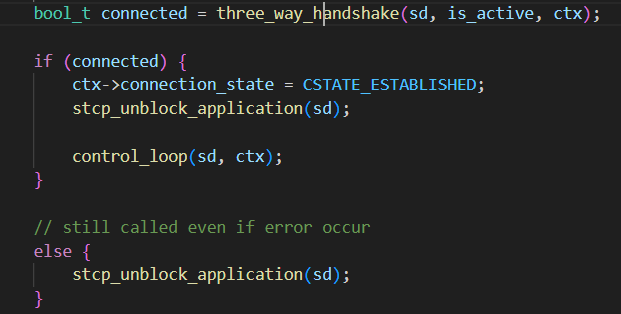 bool_t connected = three_way_handshake(sd, is_active, ctx);
if (connected) {
ctx->connection_state = CSTATE_ESTABLISHED;
stcp_unblock_application(sd);
control_loop(sd, ctx);
}
// still called even if error occur
else {
stcp_unblock_application(sd);
}